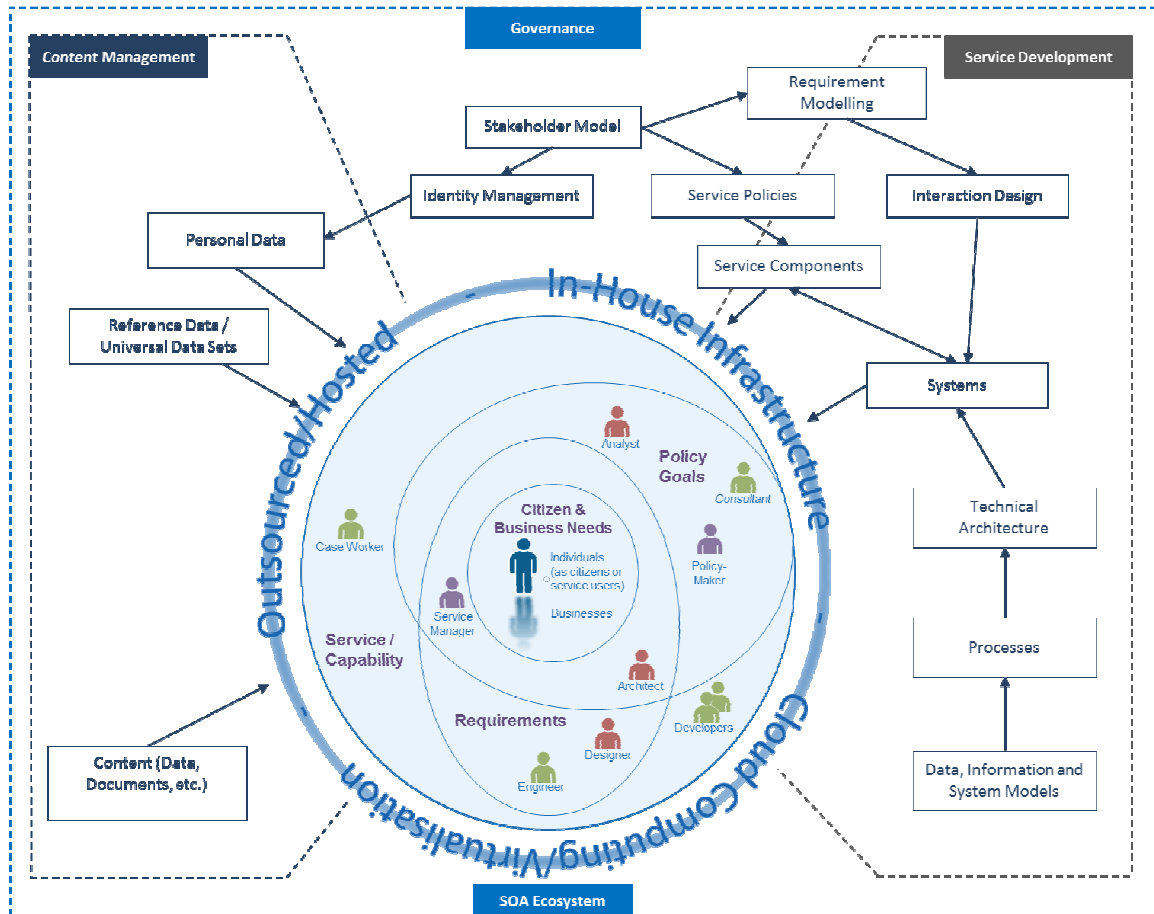 Governance
Content Management
Service Development
Requirement
Modelling
Stakeholder Model
Identity Management
Service Policies
Interaction Design
Personal Data
Service Components
Reference Data /
Universal Data Sets
Systems
In-House Infrastructure
Outsourced/Hosted
Cloud Computing/Virtualisation
Analyst
Policy
Goals
Consultant
Citizen &
Business Needs
Case Worker
Individuals
(as citizens or
service users)
Businesses
Policy-
Maker
Service
Manager
Service /
Capability
Architect
Requirements
Developers
Designer
Engineer
Technical
Architecture
Processes
Content (Data,
Documents, etc.)
Data, Information and
System Models
SOA Ecosystem